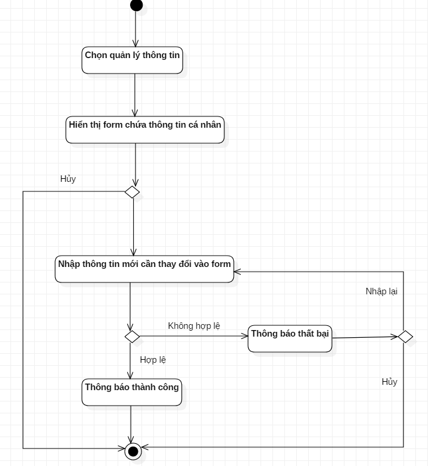 Chọn quản lý thông tin
Hiển thị form chứa thông tin cá nhân
Hủy
Nhập thông tin mới cần thay đổi vào form
Nhập lại
Không hợp lệ
Thông báo thất bại
Hợp lệ
Hủy
Thông báo thành công